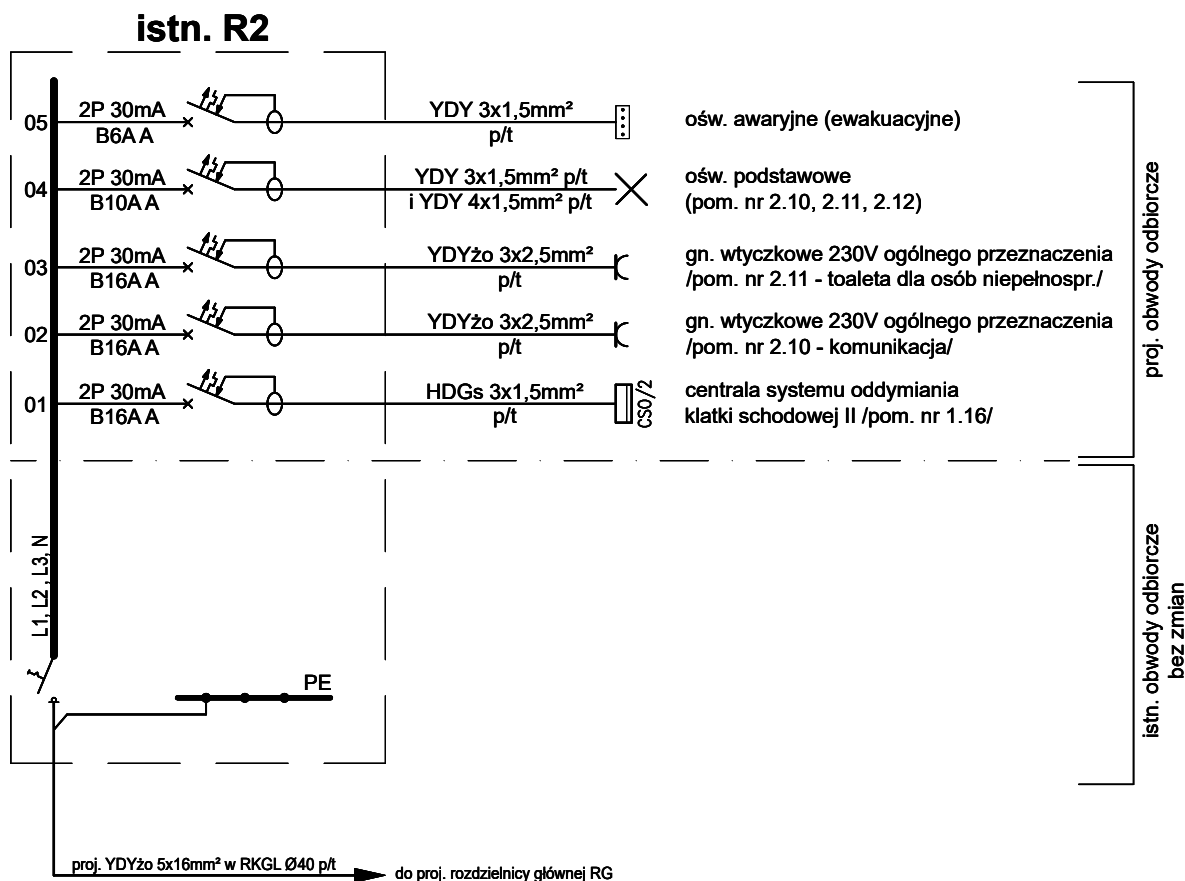 istn. R2
05
2P 30mA
B6A A
YDY 3x1,5mm²
p/t
ośw. awaryjne (ewakuacyjne)
04
2P 30mA
B10A A
YDY 3x1,5mm² p/t
i YDY 4x1,5mm² p/t
ośw. podstawowe
(pom. nr 2.10, 2.11, 2.12)
03
2P 30mA
B16A A
YDYżo 3x2,5mm²
p/t
gn. wtyczkowe 230V ogólnego przeznaczenia
/pom. nr 2.11 - toaleta dla osób niepełnospr./
02
2P 30mA
B16A A
YDYżo 3x2,5mm²
p/t
gn. wtyczkowe 230V ogólnego przeznaczenia
/pom. nr 2.10 - komunikacja/
01
2P 30mA
B16A A
HDGs 3x1,5mm²
p/t
CSO/2
centrala systemu oddymiania
klatki schodowej II /pom. nr 1.16/
proj. obwody odbiorcze
L1, L2 , L3, N
PE
istn. obwody odbiorcze
bez zmian
proj. YDYżo 5x16mm² w RKGL Ø40 p/t
do proj. rozdzielnicy głównej RG